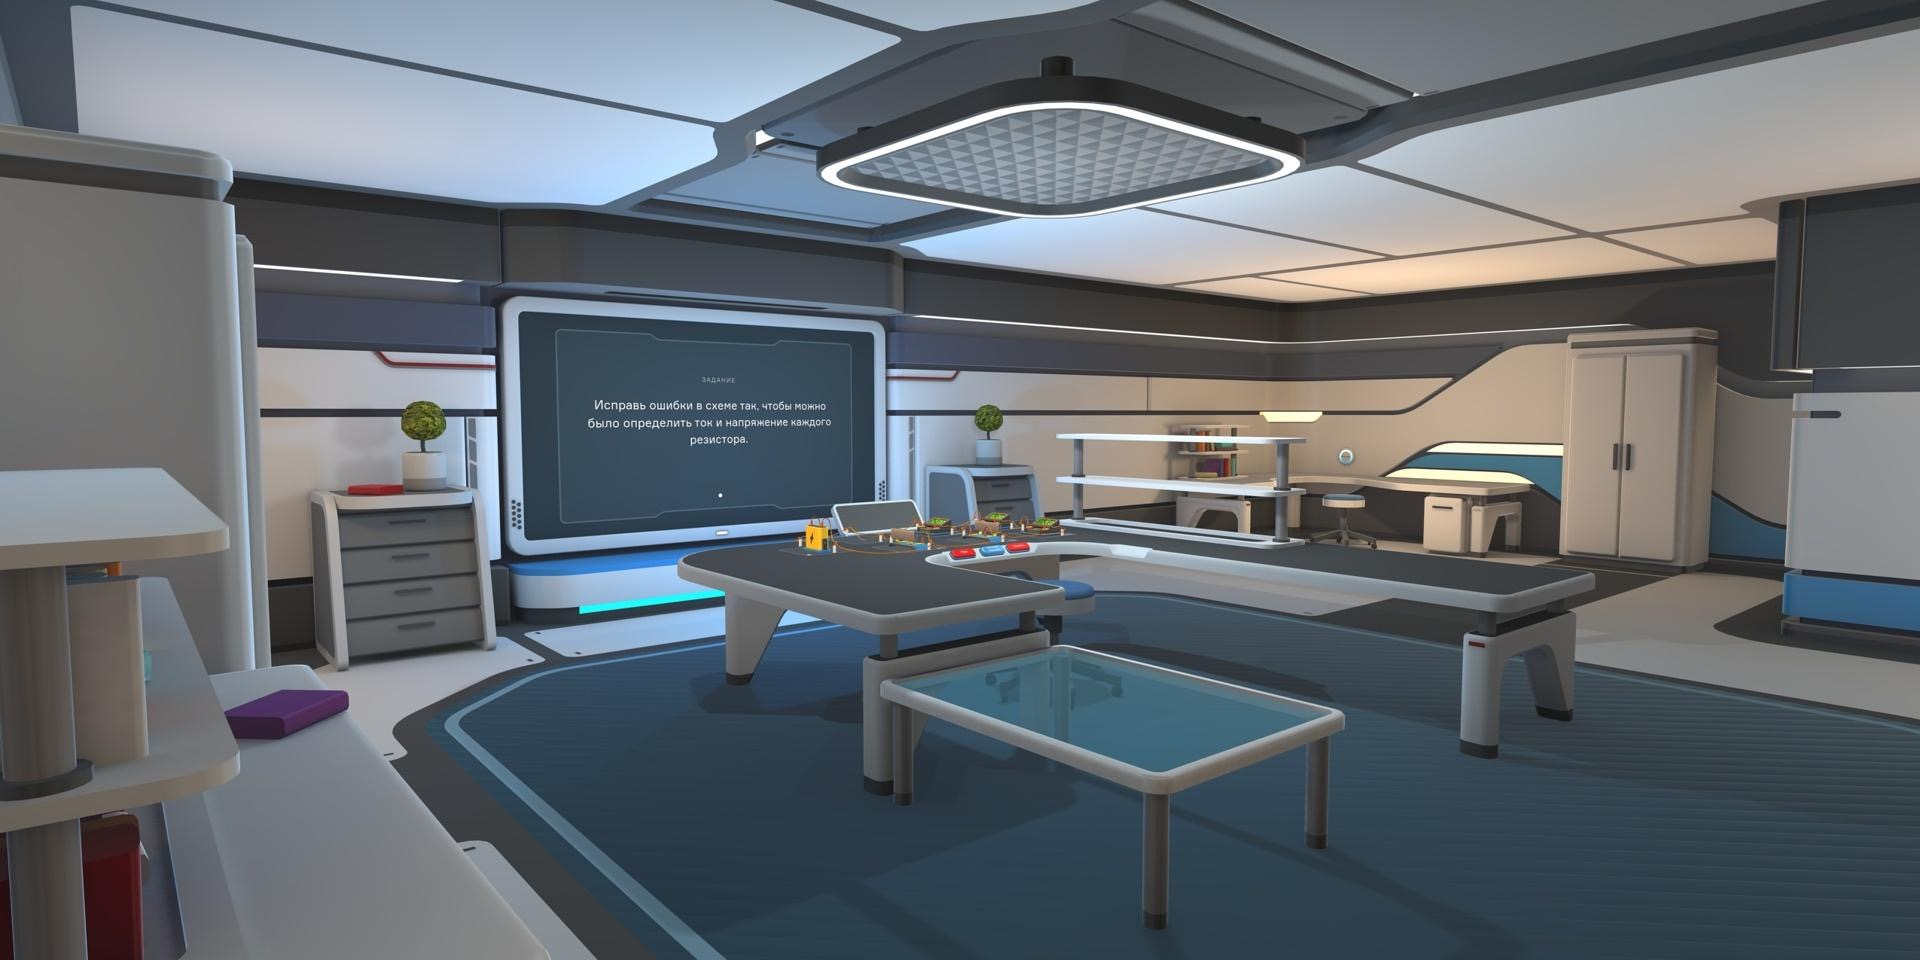 ЗАДАНИЕ
Исправь ошибки в схеме так, чтобы можно
было определить ток и напряжение каждого
резистора.